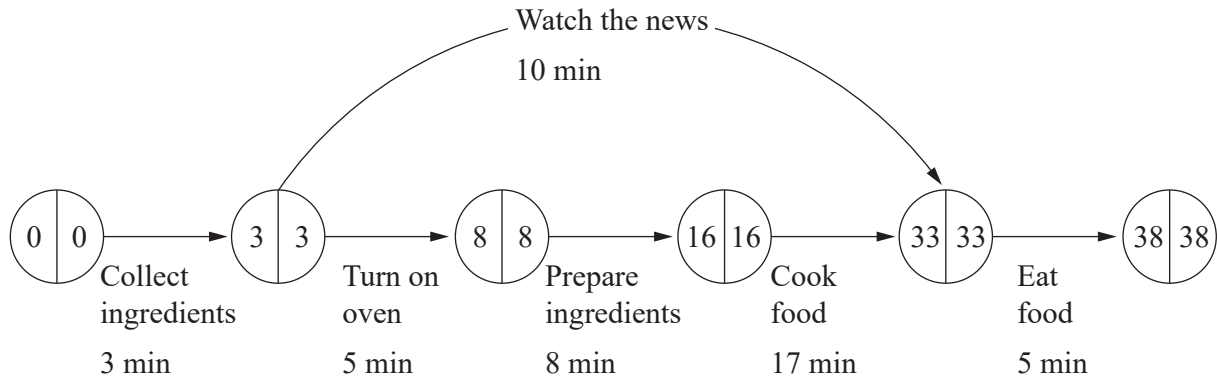 Watch the news
10 min
0 0
3 3
8 8
16 16
33 33
38 38
Collect
ingredients
3 min
Turn on
oven
5 min
Prepare
ingredients
8 min
Cook
food
17 min
Eat
food
5 min